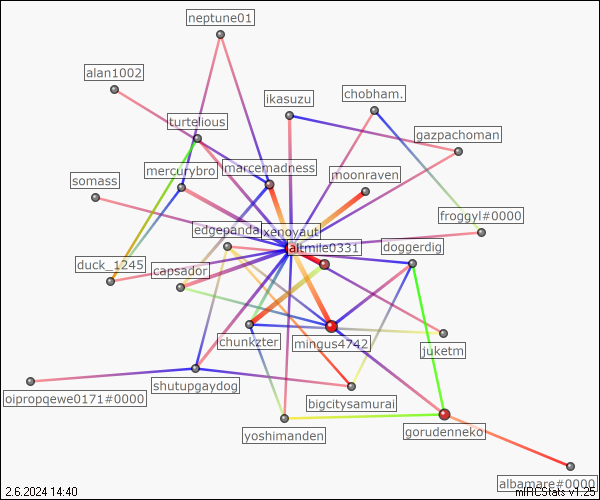 neptune01
alan1002
ikasuzu
chobham.
turtelious
gazpachoman
mercurybro
marcemadness
moonraven
somass
froggyl#0000
edgepanda
xenoyaut
altmile0331
doggerdig
duck_1245
capsador
chunkzter
mingus4742
juketm
shutupgaydog
oipropqewe0171#0000
bigcitysamurai
yoshimanden
gorudenneko
albamare#0000
2.6.2024 14:40
mIRCStats v1.25